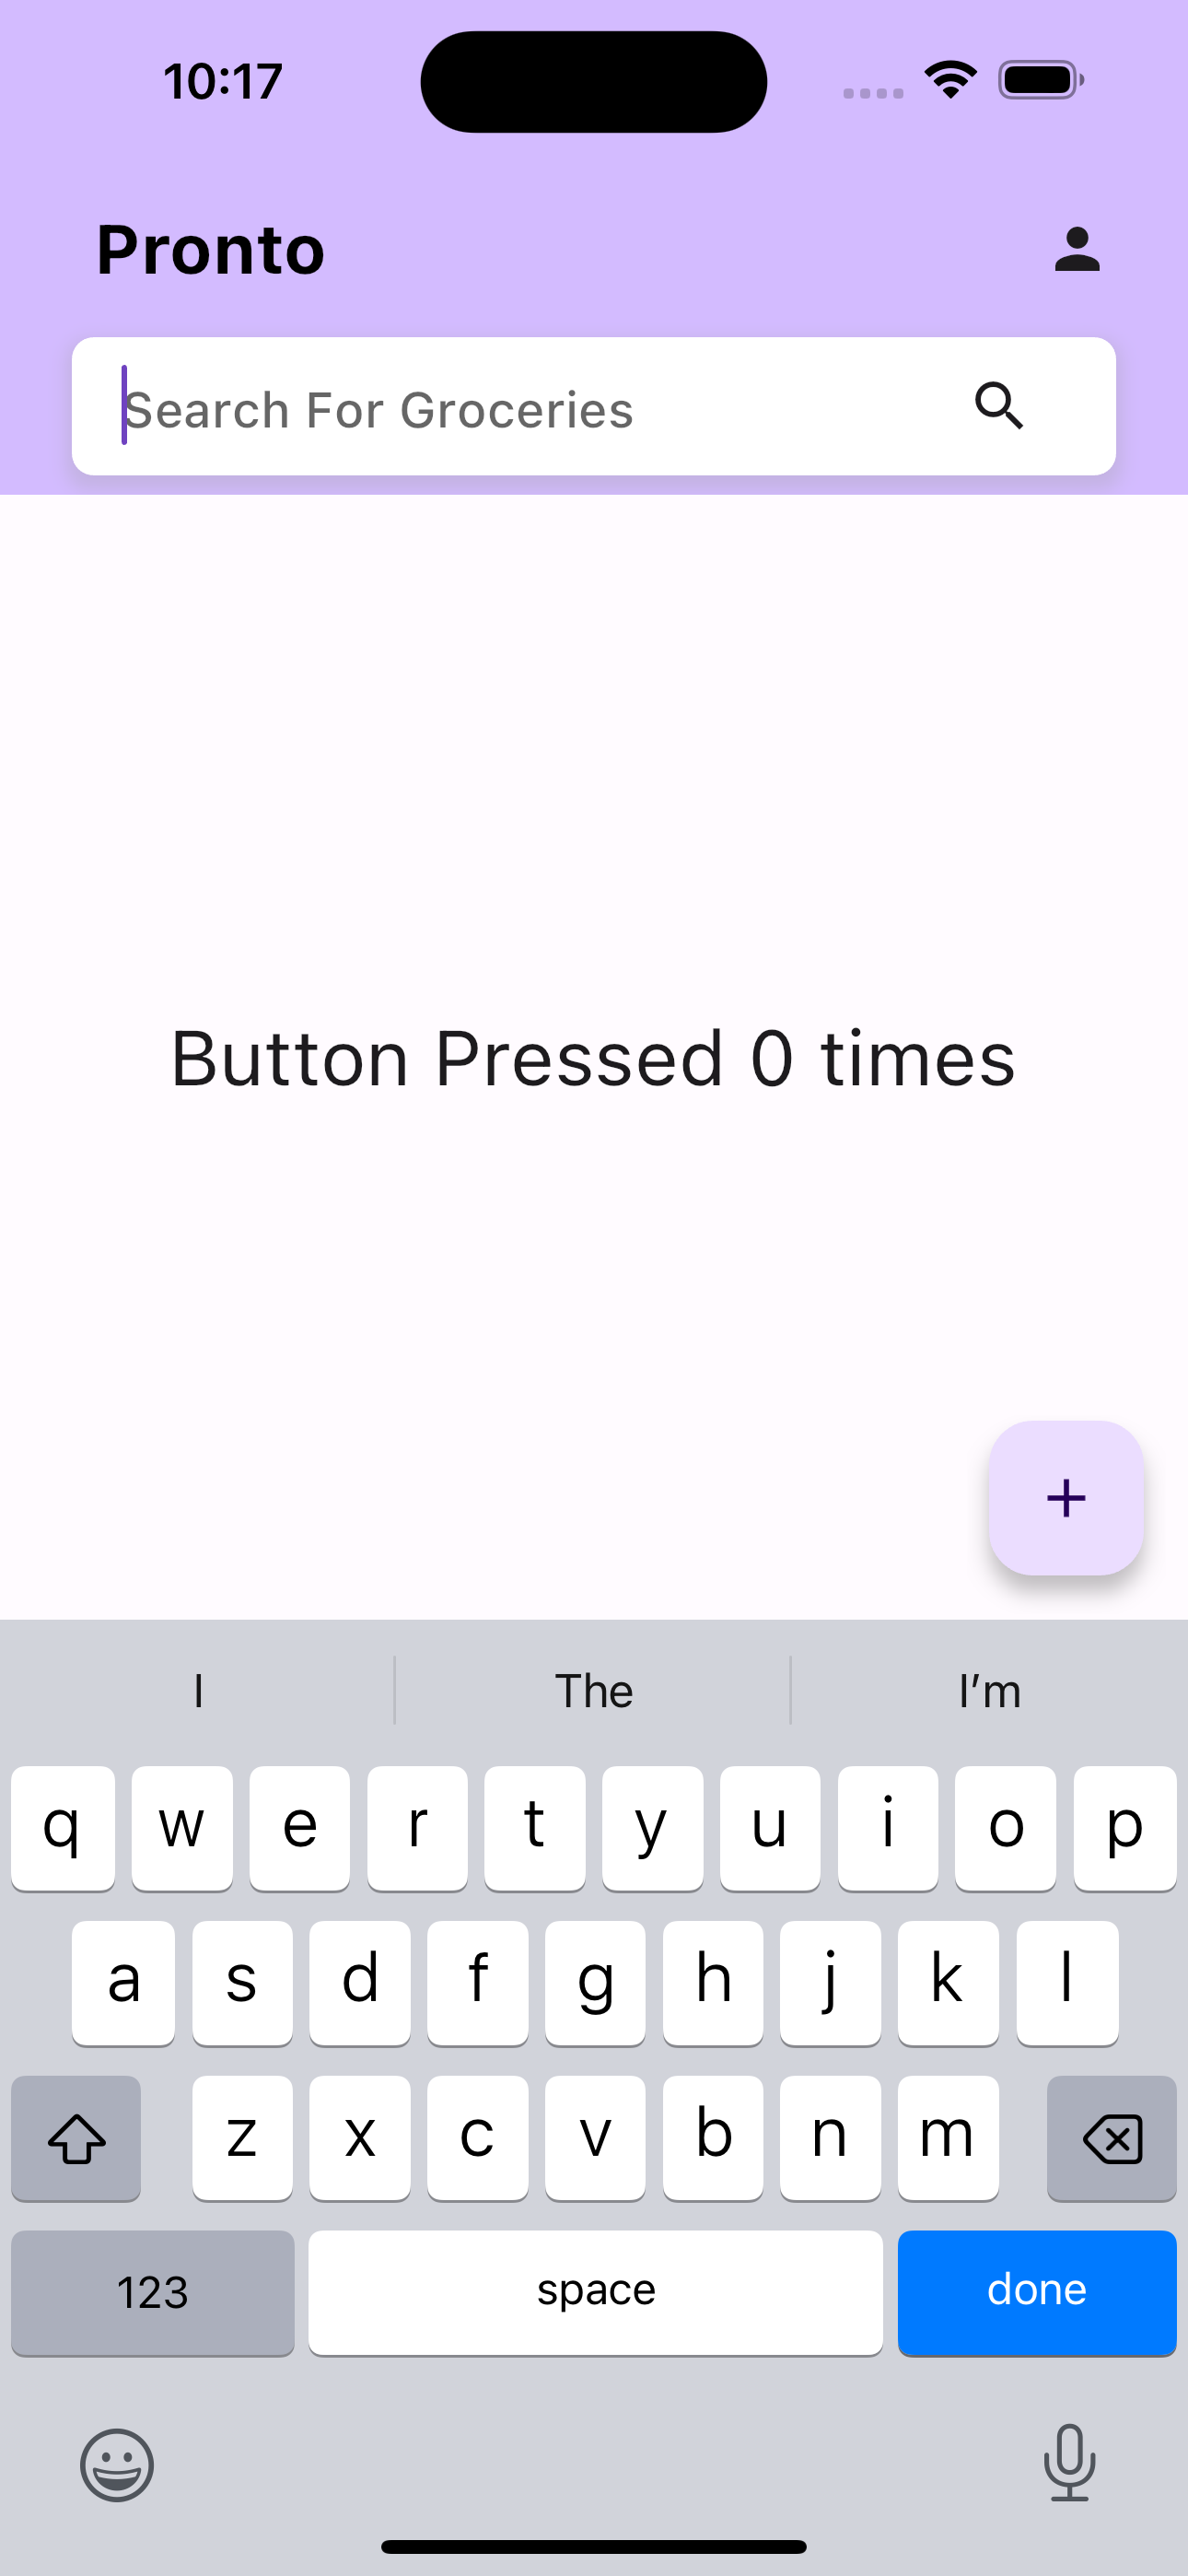 10:17
Pronto
Search For Groceries
Button Pressed 0 times
+
I The I’m
q w e r t y u i o p
a s d f g h j k l
z x c v b n m
123 space done